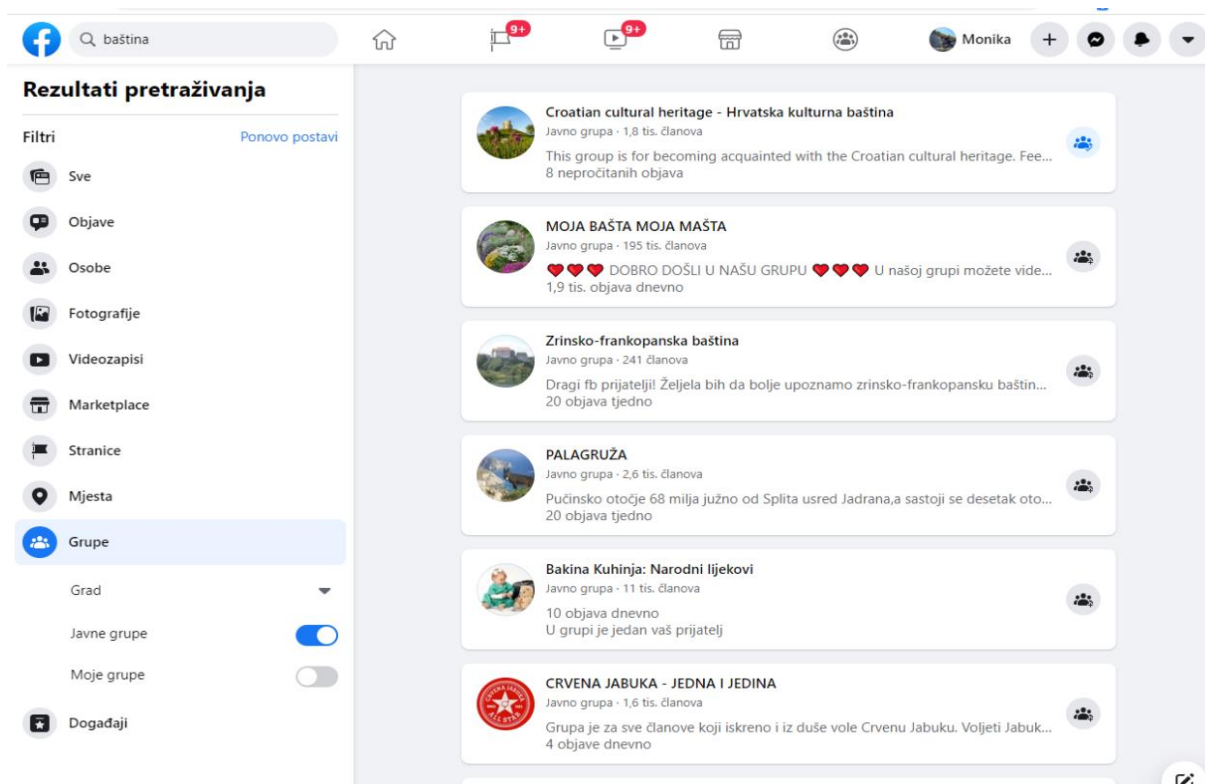 baština
9+
9+
Monika
Rezultati pretraživanja
Filtri
Ponovo postavi
Sve
Objave
Osobe
Fotografije
Videozapisi
Marketplace
Stranice
Mjesta
Grupe
Grad
Javne grupe
Moje grupe
Događaji
Croatian cultural heritage - Hrvatska kulturna baština
Javno grupa · 1,8 tis. članova
This group is for becoming acquainted with the Croatian cultural heritage. Fee...
8 nepročitanih objava
MOJA BAŠTA MOJA MAŠTA
Javno grupa · 195 tis. članova
❤❤❤ DOBRO DOŠLI U NAŠU GRUPU ❤❤❤ U našoj grupi možete vide...
1,9 tis. objava dnevno
Zrinsko-frankopanska baština
Javno grupa · 241 članova
Dragi fb prijatelji! Željela bih da bolje upoznamo zrinsko-frankopansku baštin...
20 objava tjedno
PALAGRUŽA
Javno grupa · 2,6 tis. članova
Pučinsko otočje 68 milja južno od Splita usred Jadrana,a sastoji se desetak oto...
20 objava tjedno
Bakina Kuhinja: Narodni lijekovi
Javno grupa · 11 tis. članova
10 objava dnevno
U grupi je jedan vaš prijatelj
CRVENA JABUKA - JEDNA I JEDINA
Javno grupa · 1,6 tis. članova
Grupa je za sve članove koji iskreno i iz duše vole Crvenu Jabuku. Voljeti Jabuk...
4 objave dnevno
CRVENA JABUKA
ALL STAR